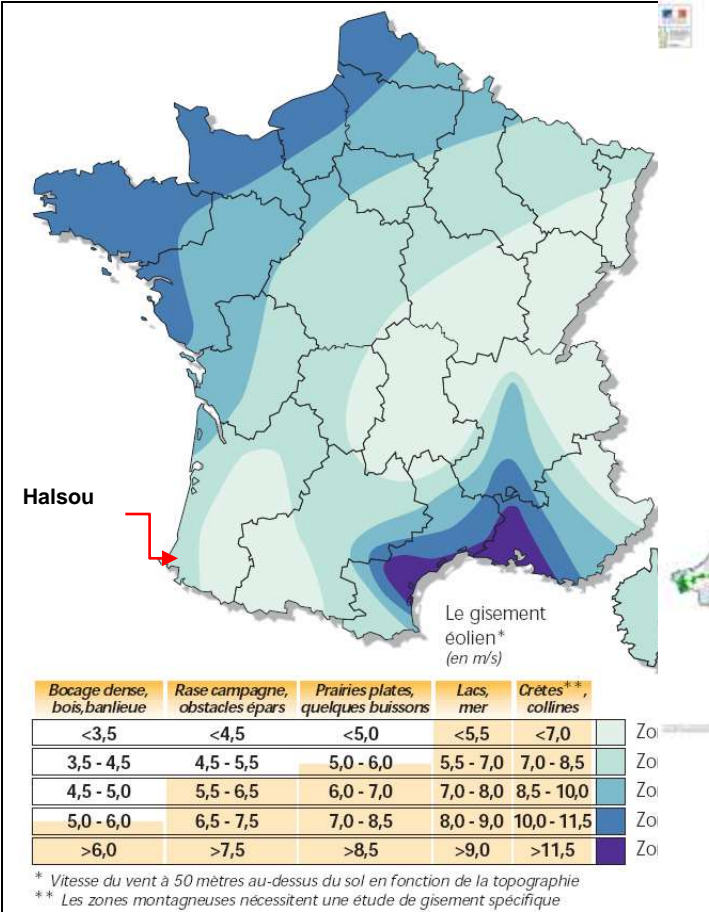 Halsou
Le gisement
éolien*
(en m/s)
Bocage dense, bois,banlieue Rase campagne, obstacles épars Prairies plates, quelques buissons Lacs, mer Crêtes**, collines
<3,5 <4,5 <5,0 <5,5 <7,0 Zo
3,5 - 4,5 4,5 - 5,5 5,0 - 6,0 5,5 - 7,0 7,0 - 8,5 Zo
4,5 - 5,0 5,5 - 6,5 6,0 - 7,0 7,0 - 8,0 8,5 - 10,0 Zo
5,0 - 6,0 6,5 - 7,5 7,0 - 8,5 8,0 - 9,0 10,0 - 11,5 Zo
>6,0 >7,5 >8,5 >9,0 >11,5 Zo
* Vitesse du vent à 50 mètres au-dessus du sol en fonction de la topographie
** Les zones montagneuses nécessitent une étude de gisement spécifique